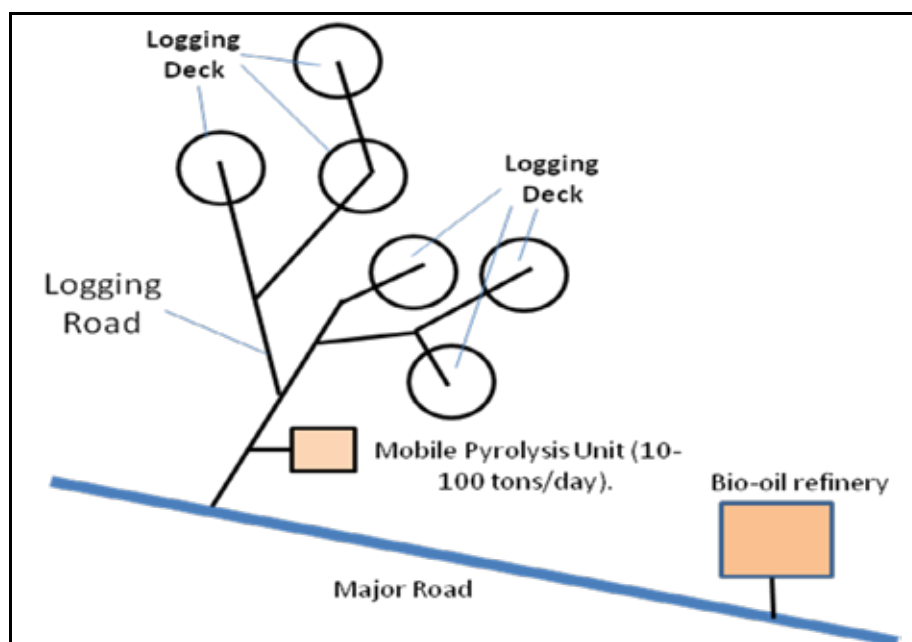 Logging
Deck
Logging
Deck
Logging
Road
Mobile Pyrolysis Unit (10-
100 tons/day).
Bio-oil refinery
Major Road